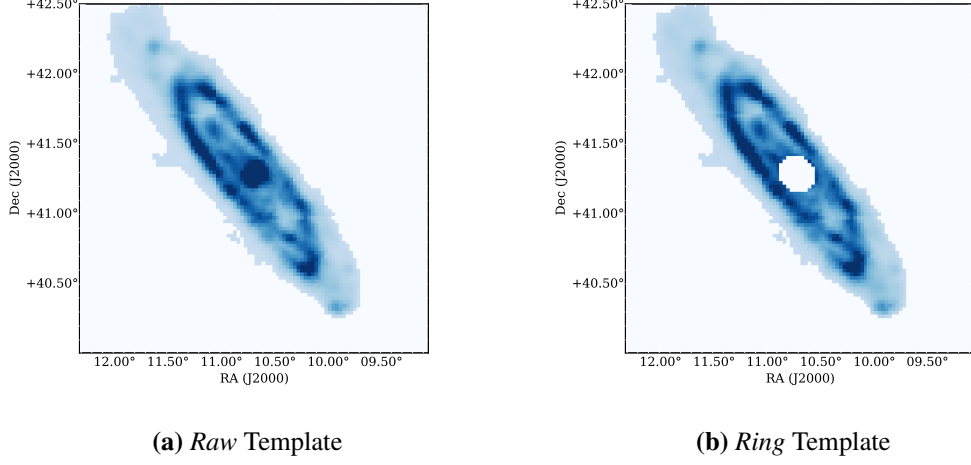 +42.50°
+42.00°
+41.50°
+41.00°
+40.50°
Dec (J2000)
12.00° 11.50° 11.00° 10.50° 10.00° 09.50°
RA (J2000)
(a) Raw Template
+42.50°
+42.00°
+41.50°
+41.00°
+40.50°
Dec (J2000)
12.00° 11.50° 11.00° 10.50° 10.00° 09.50°
RA (J2000)
(b) Ring Template